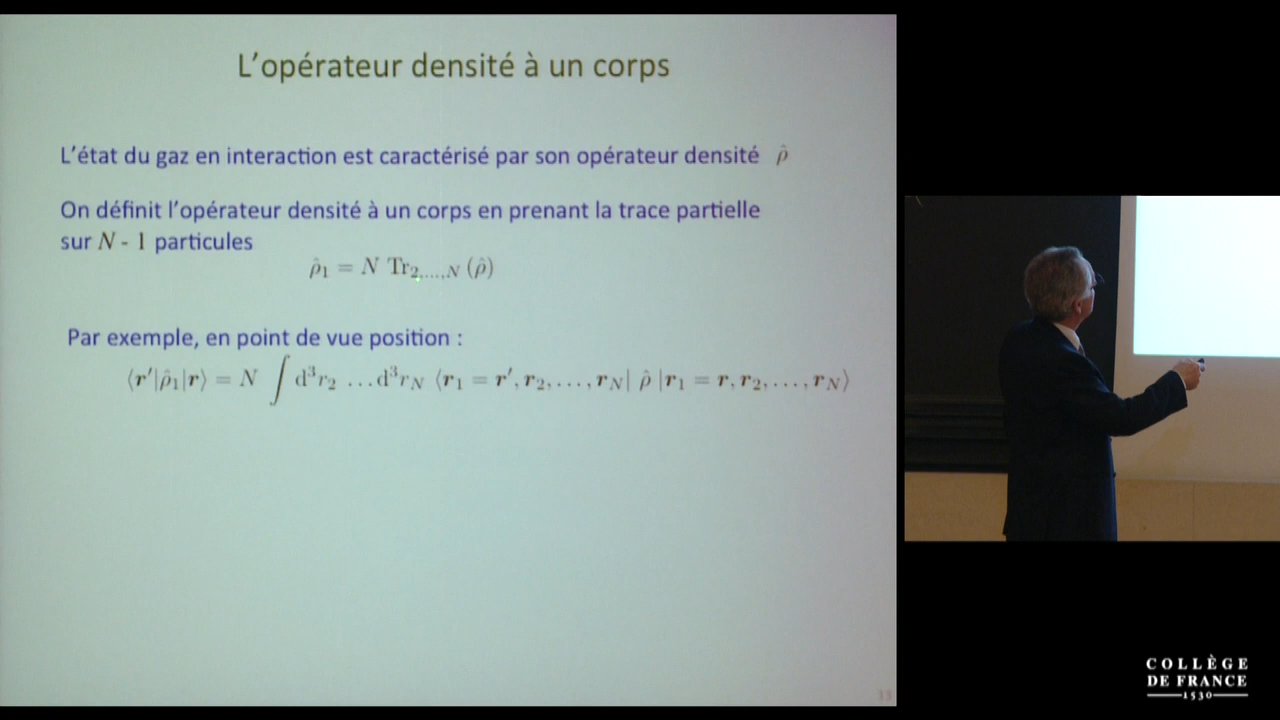 L'opérateur densité à un corps
L'état du gaz en interaction est caractérisé par son opérateur densité ρ̂
On définit l'opérateur densité à un corps en prenant la trace partielle
sur N - 1 particules
ρ̂₁ = N Tr₂,...,N (ρ̂)
Par exemple, en point de vue position :
⟨r′|ρ̂₁|r⟩ = N ∫ d³r₂ ... d³r_N ⟨r₁ = r′, r₂, ..., r_N| ρ̂ |r₁ = r, r₂, ..., r_N⟩
33
COLLÈGE
DE FRANCE
1530